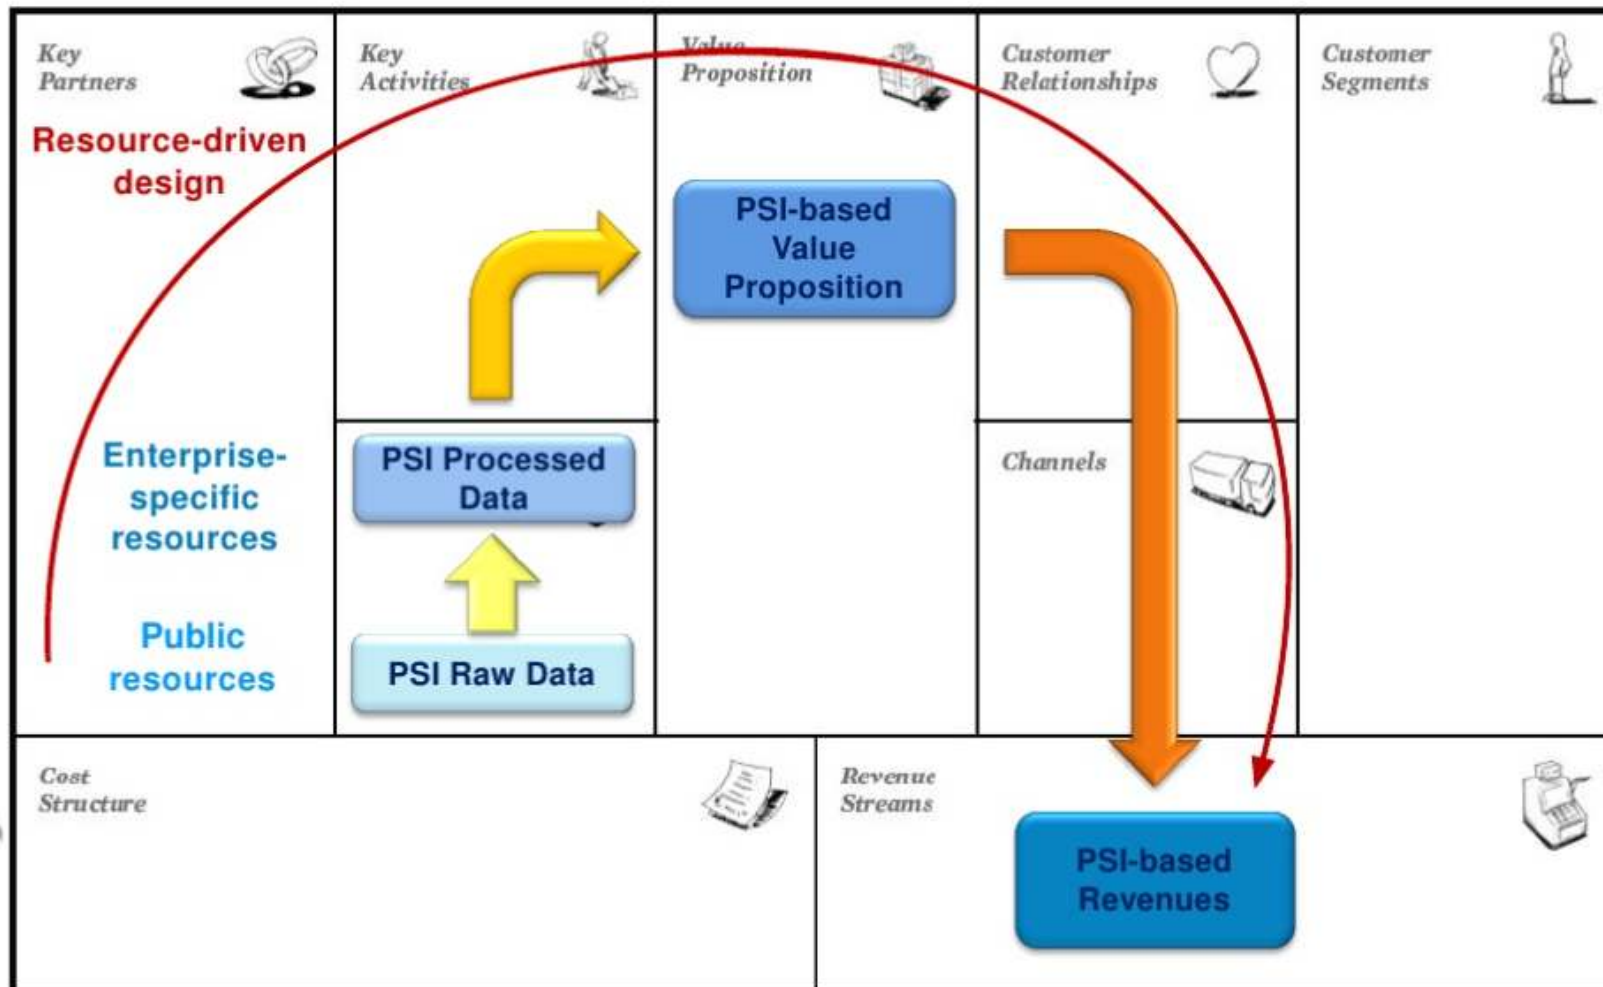 Key
Partners
Key
Activities
Value
Proposition
Customer
Relationships
Customer
Segments
Resource-driven
design
PSI-based
Value
Proposition
Enterprise-
specific
resources
PSI Processed
Data
Channels
Public
resources
PSI Raw Data
Cost
Structure
Revenue
Streams
PSI-based
Revenues